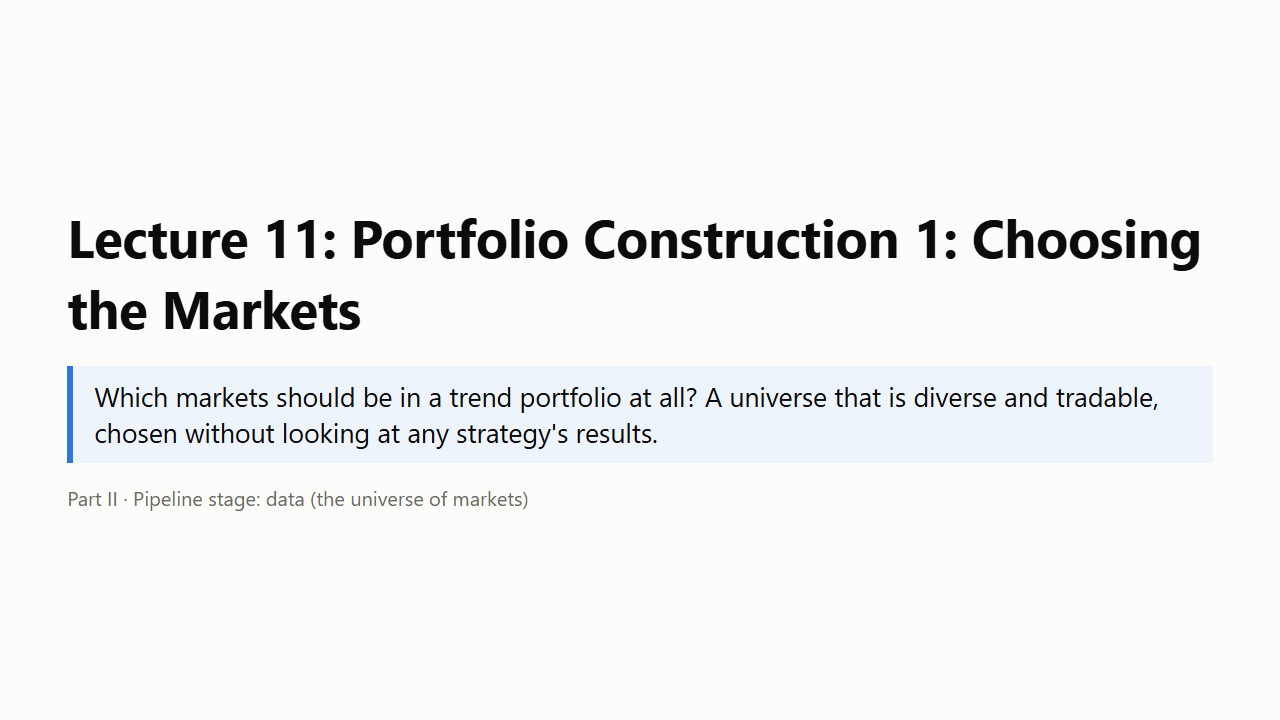 Lecture 11: Portfolio Construction 1: Choosing
the Markets
Which markets should be in a trend portfolio at all? A universe that is diverse and tradable,
chosen without looking at any strategy's results.
Part II · Pipeline stage: data (the universe of markets)